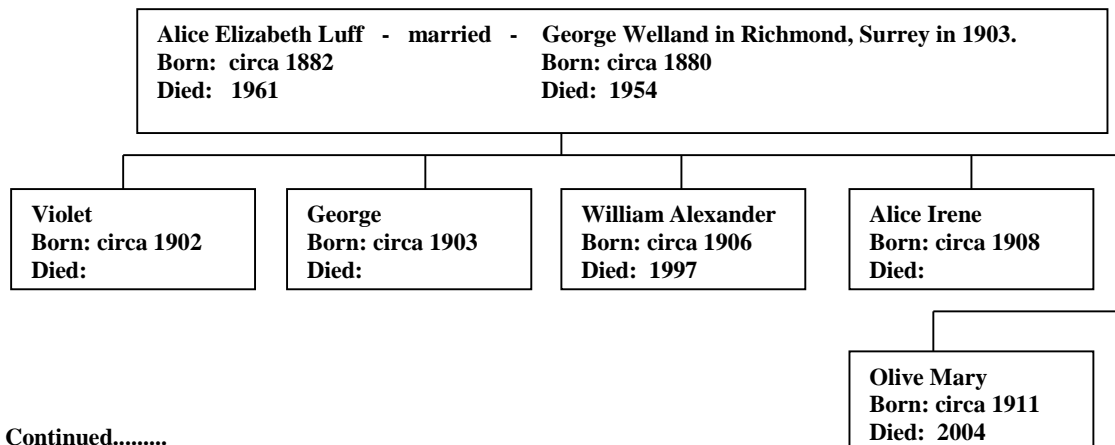 Alice Elizabeth Luff - married - George Welland in Richmond, Surrey in 1903.
Born: circa 1882 Born: circa 1880
Died: 1961 Died: 1954
Violet
Born: circa 1902
Died:
George
Born: circa 1903
Died:
William Alexander
Born: circa 1906
Died: 1997
Alice Irene
Born: circa 1908
Died:
Olive Mary
Born: circa 1911
Died: 2004
Continued.........